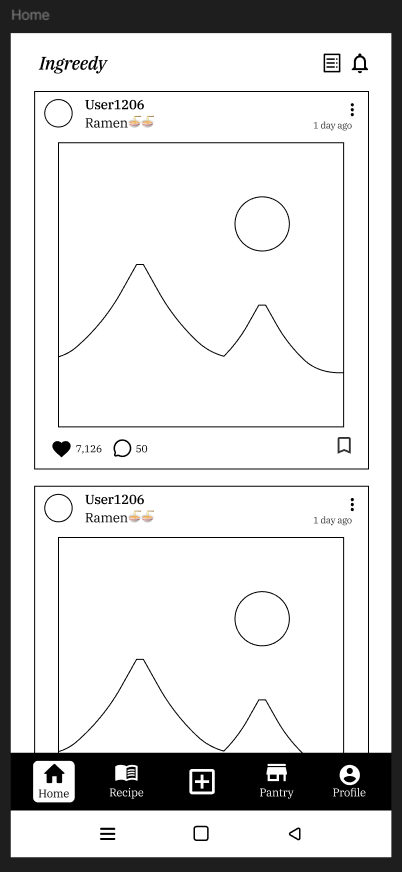 Home
Ingreedy
User1206
Ramen🍜🍜
1 day ago
7,126 50
User1206
Ramen🍜🍜
1 day ago
Home Recipe Pantry Profile